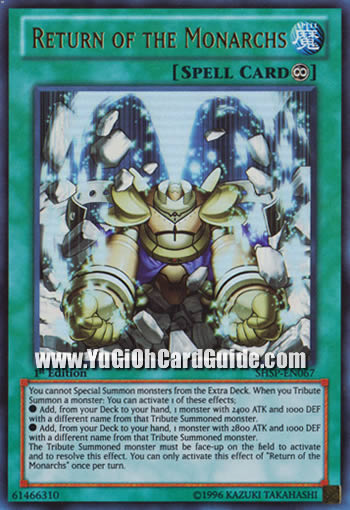 RETURN OF THE MONARCHS 魔
[SPELL CARD∞]
www.YuGiOhCardGuide.com
1st Edition SHSP-EN067
You cannot Special Summon monsters from the Extra Deck. When you Tribute
Summon a monster: You can activate 1 of these effects;
● Add, from your Deck to your hand, 1 monster with 2400 ATK and 1000 DEF
with a different name from that Tribute Summoned monster.
● Add, from your Deck to your hand, 1 monster with 2800 ATK and 1000 DEF
with a different name from that Tribute Summoned monster.
The Tribute Summoned monster must be face-up on the field to activate
and to resolve this effect. You can only activate this effect of "Return of the
Monarchs" once per turn.
61466310 ©1996 KAZUKI TAKAHASHI